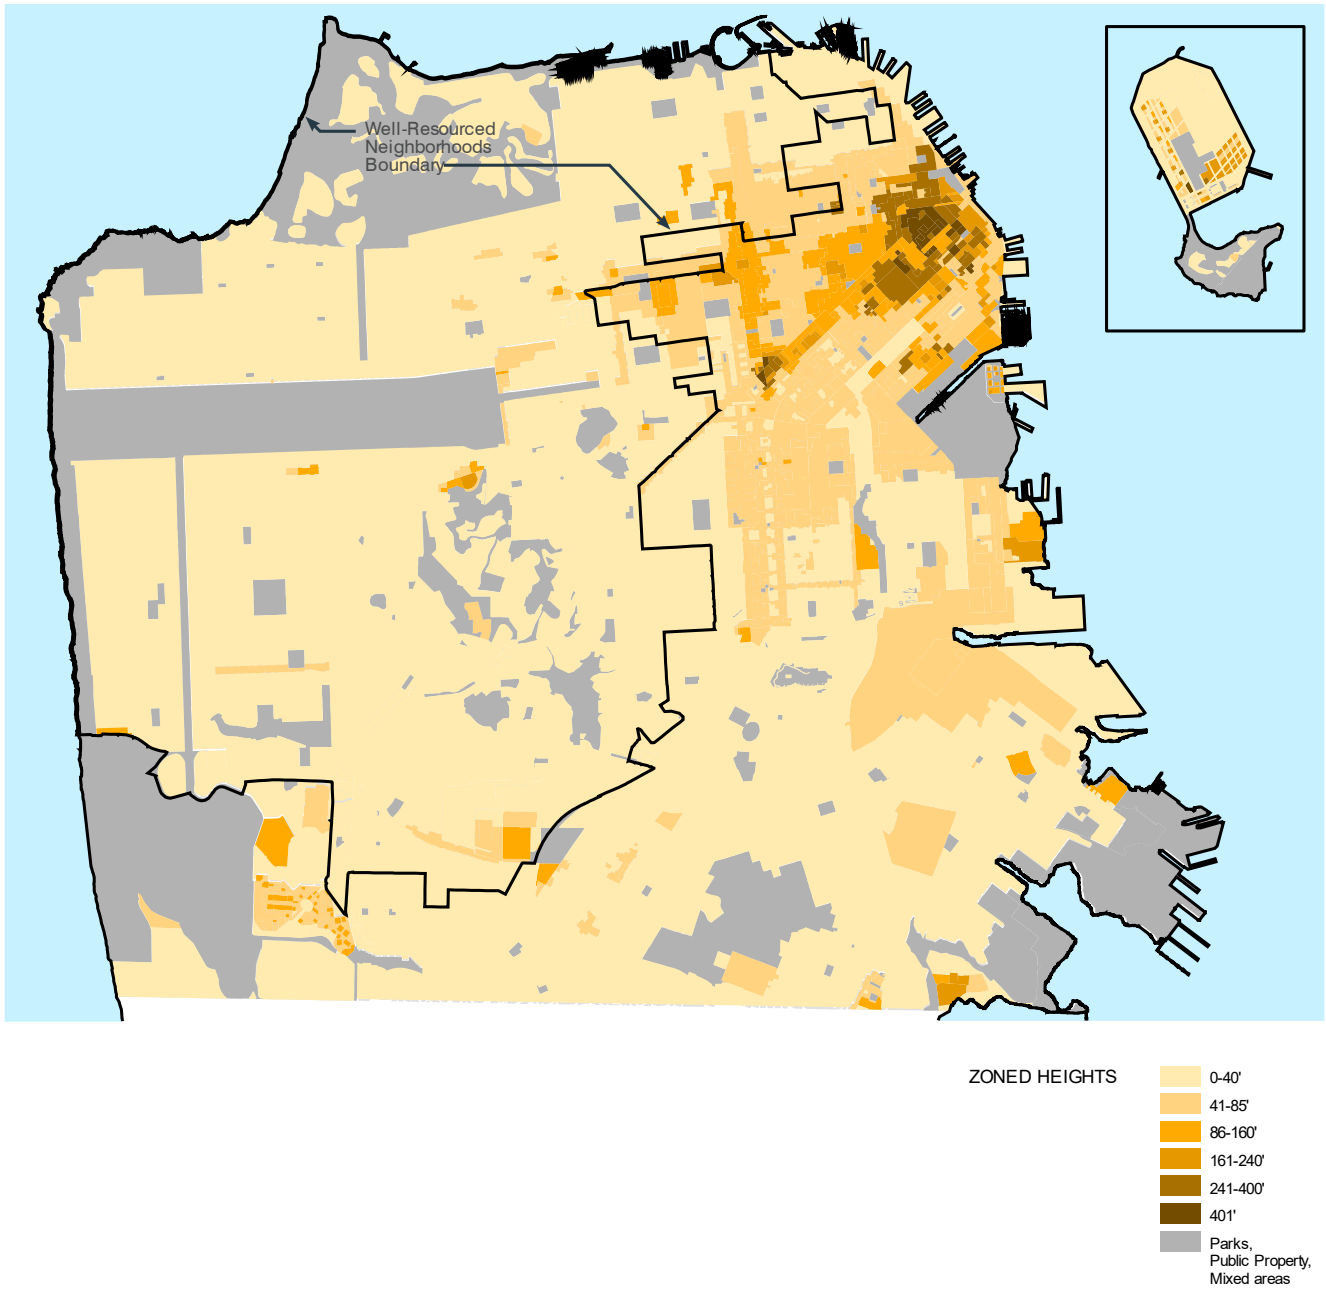 Well-Resourced
Neighborhoods
Boundary
ZONED HEIGHTS
0-40'
41-85'
86-160'
161-240'
241-400'
401'
Parks,
Public Property,
Mixed areas